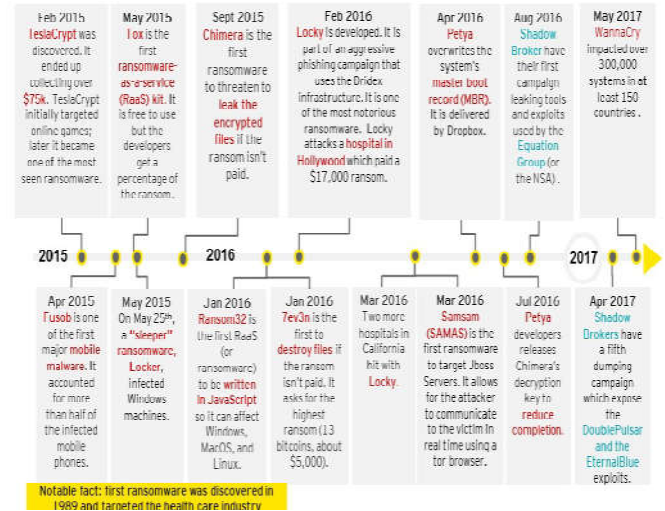 Feb 2015
TeslaCrypt was
discovered. It
ended up
collecting over
$75k. TeslaCrypt
initially targeted
online games;
later it became
one of the most
seen ransomware.
May 2015
Tox is the
first
ransomware-
as-a-service
(RaaS) kit. It
is free to use
but the
developers
get a
percentage of
the ransom.
Sept 2015
Chimera is the
first
ransomware
to threaten to
leak the
encrypted
files if the
ransom isn't
paid.
Feb 2016
Locky is developed. It is
part of an aggressive
phishing campaign that
uses the Dridex
infrastructure. It is one
of the most notorious
ransomware. Locky
attacks a hospital in
Hollywood which paid a
$17,000 ransom.
Apr 2016
Petya
overwrites the
system's
master boot
record (MBR).
It is delivered
by Dropbox.
Aug 2016
Shadow
Broker have
their first
campaign
leaking tools
and exploits
used by the
Equation
Group (or
the NSA).
May 2017
WannaCry
impacted over
300,000
systems in at
least 150
countries.
2015
2016
2017
Apr 2015
Fusob is one
of the first
major mobile
malware. It
accounted
for more
than half of
the infected
mobile
phones.
May 2015
On May 25th,
a "sleeper"
ransomware,
Locker,
infected
Windows
machines.
Jan 2016
Ransom32 is
the first RaaS
(or
ransomware)
to be written
in JavaScript
so it can affect
Windows,
MacOS, and
Linux.
Jan 2016
7ev3n is the
first to
destroy files if
the ransom
isn't paid. It
asks for the
highest
ransom (13
bitcoins, about
$5,000).
Mar 2016
Two more
hospitals in
California
hit with
Locky.
Mar 2016
Samsam
(SAMAS) is the
first ransomware
to target Jboss
Servers. It allows
for the attacker
to communicate
to the victim in
real time using a
tor browser.
Jul 2016
Petya
developers
releases
Chimera's
decryption
key to
reduce
completion.
Apr 2017
Shadow
Brokers have
a fifth
dumping
campaign
which expose
the
DoublePulsar
and the
EternalBlue
exploits.
Notable fact: first ransomware was discovered in
1989 and targeted the health care industry